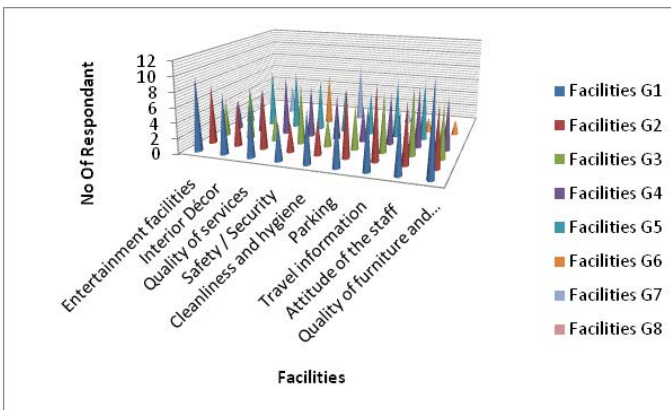 No Of Respondant
12
10
8
6
4
2
0
Entertainment facilities
Interior Décor
Quality of services
Safety / Security
Cleanliness and hygiene
Parking
Travel information
Attitude of the staff
Quality of furniture and...
Facilities
Facilities G1
Facilities G2
Facilities G3
Facilities G4
Facilities G5
Facilities G6
Facilities G7
Facilities G8